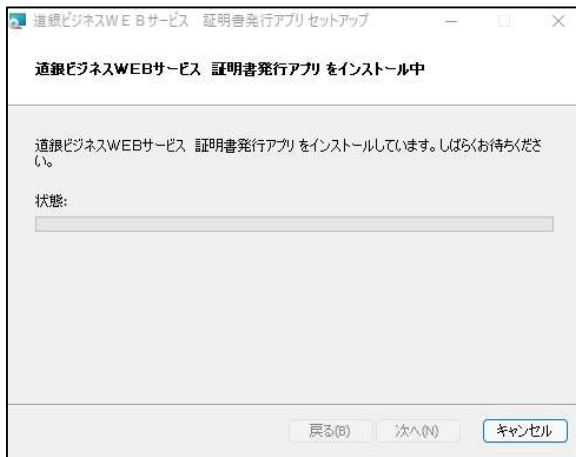 道銀ビジネスＷＥＢサービス　証明書発行アプリ セットアップ
道銀ビジネスWEBサービス 証明書発行アプリ をインストール中
道銀ビジネスWEBサービス 証明書発行アプリ をインストールしています。しばらくお待ちくださ
い。
状態:
戻る(B) 次へ(N) キャンセル